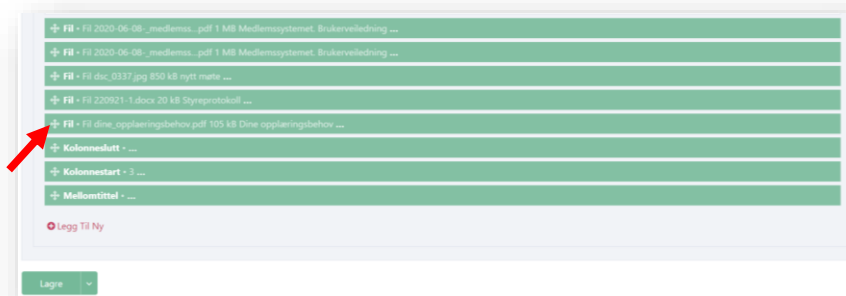 Fil • Fil 2020-06-08-_medlemss...pdf 1 MB Medlemssystemet. Brukerveiledning ...
Fil • Fil 2020-06-08-_medlemss...pdf 1 MB Medlemssystemet. Brukerveiledning ...
Fil • Fil dsc_0337.jpg 850 kB nytt møte ...
Fil • Fil 220921-1.docx 20 kB Styreprotokoll ...
Fil • Fil dine_opplaeringsbehov.pdf 105 kB Dine opplæringsbehov ...
Kolonneslutt • ...
Kolonnestart • 3 ...
Mellomtittel • ...
Legg Til Ny
Lagre